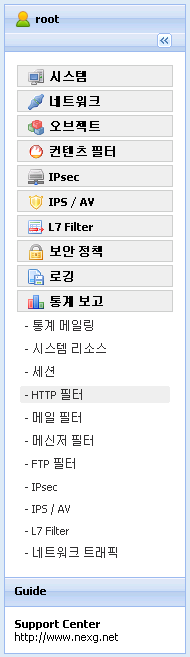 root
시스템
네트워크
오브젝트
컨텐츠 필터
IPsec
IPS / AV
L7 Filter
보안 정책
로깅
통계 보고
- 통계 메일링
- 시스템 리소스
- 세션
- HTTP 필터
- 메일 필터
- 메신저 필터
- FTP 필터
- IPsec
- IPS / AV
- L7 Filter
- 네트워크 트래픽
Guide
Support Center
http://www.nexg.net